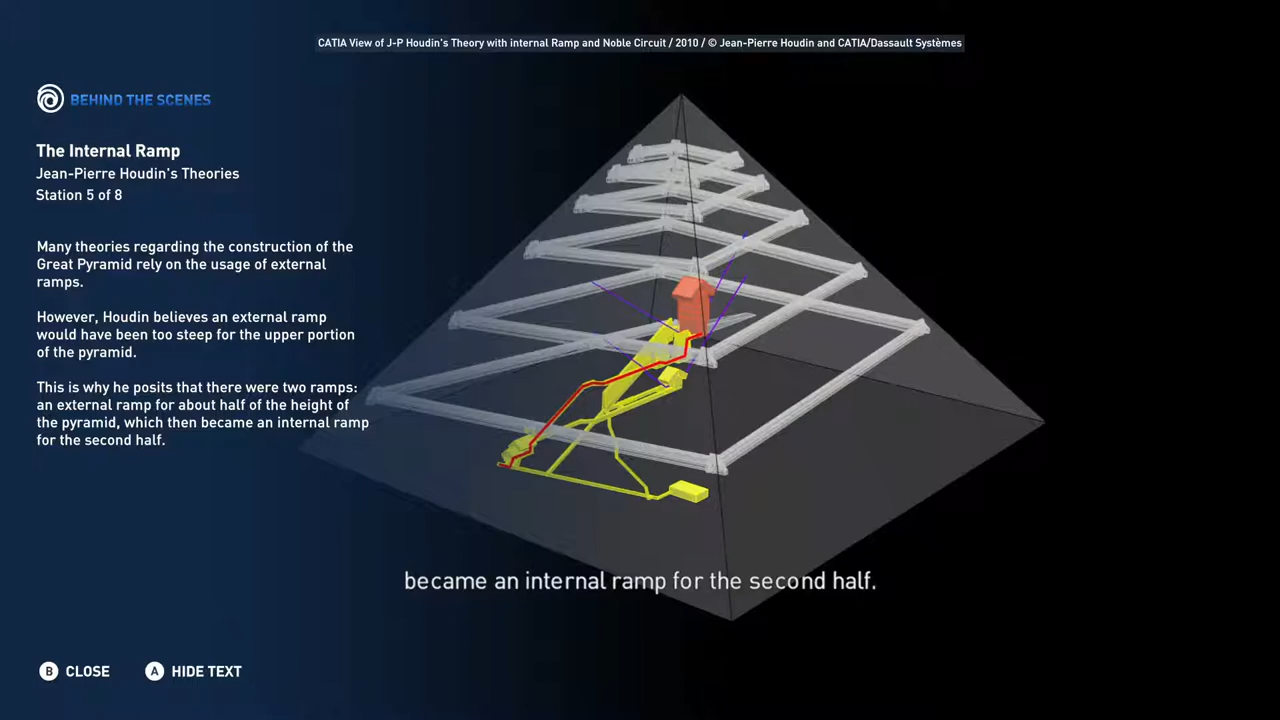 CATIA View of J-P Houdin's Theory with internal Ramp and Noble Circuit / 2010 / © Jean-Pierre Houdin and CATIA/Dassault Systèmes
BEHIND THE SCENES
The Internal Ramp
Jean-Pierre Houdin's Theories
Station 5 of 8
Many theories regarding the construction of the
Great Pyramid rely on the usage of external
ramps.
However, Houdin believes an external ramp
would have been too steep for the upper portion
of the pyramid.
This is why he posits that there were two ramps:
an external ramp for about half of the height of
the pyramid, which then became an internal ramp
for the second half.
became an internal ramp for the second half.
B CLOSE A HIDE TEXT